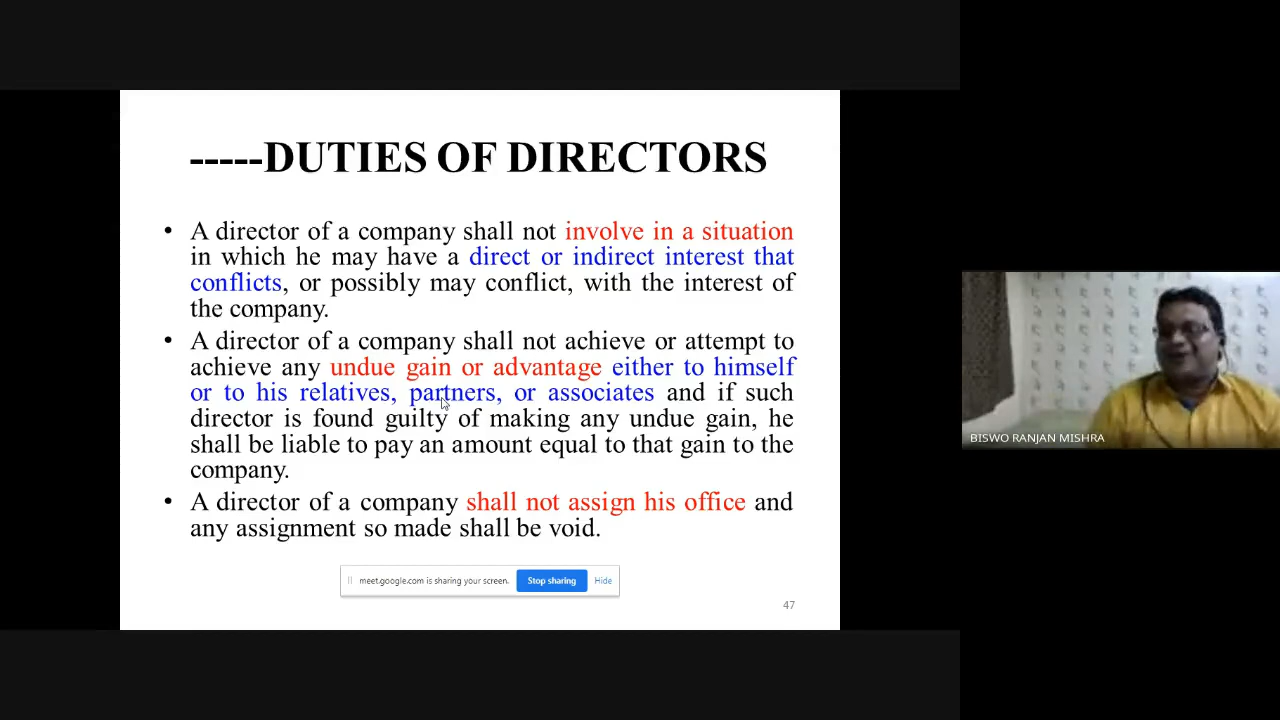 -----DUTIES OF DIRECTORS
• A director of a company shall not involve in a situation
in which he may have a direct or indirect interest that
conflicts, or possibly may conflict, with the interest of
the company.
• A director of a company shall not achieve or attempt to
achieve any undue gain or advantage either to himself
or to his relatives, partners, or associates and if such
director is found guilty of making any undue gain, he
shall be liable to pay an amount equal to that gain to the
company.
• A director of a company shall not assign his office and
any assignment so made shall be void.
meet.google.com is sharing your screen. Stop sharing Hide
47
BISWO RANJAN MISHRA